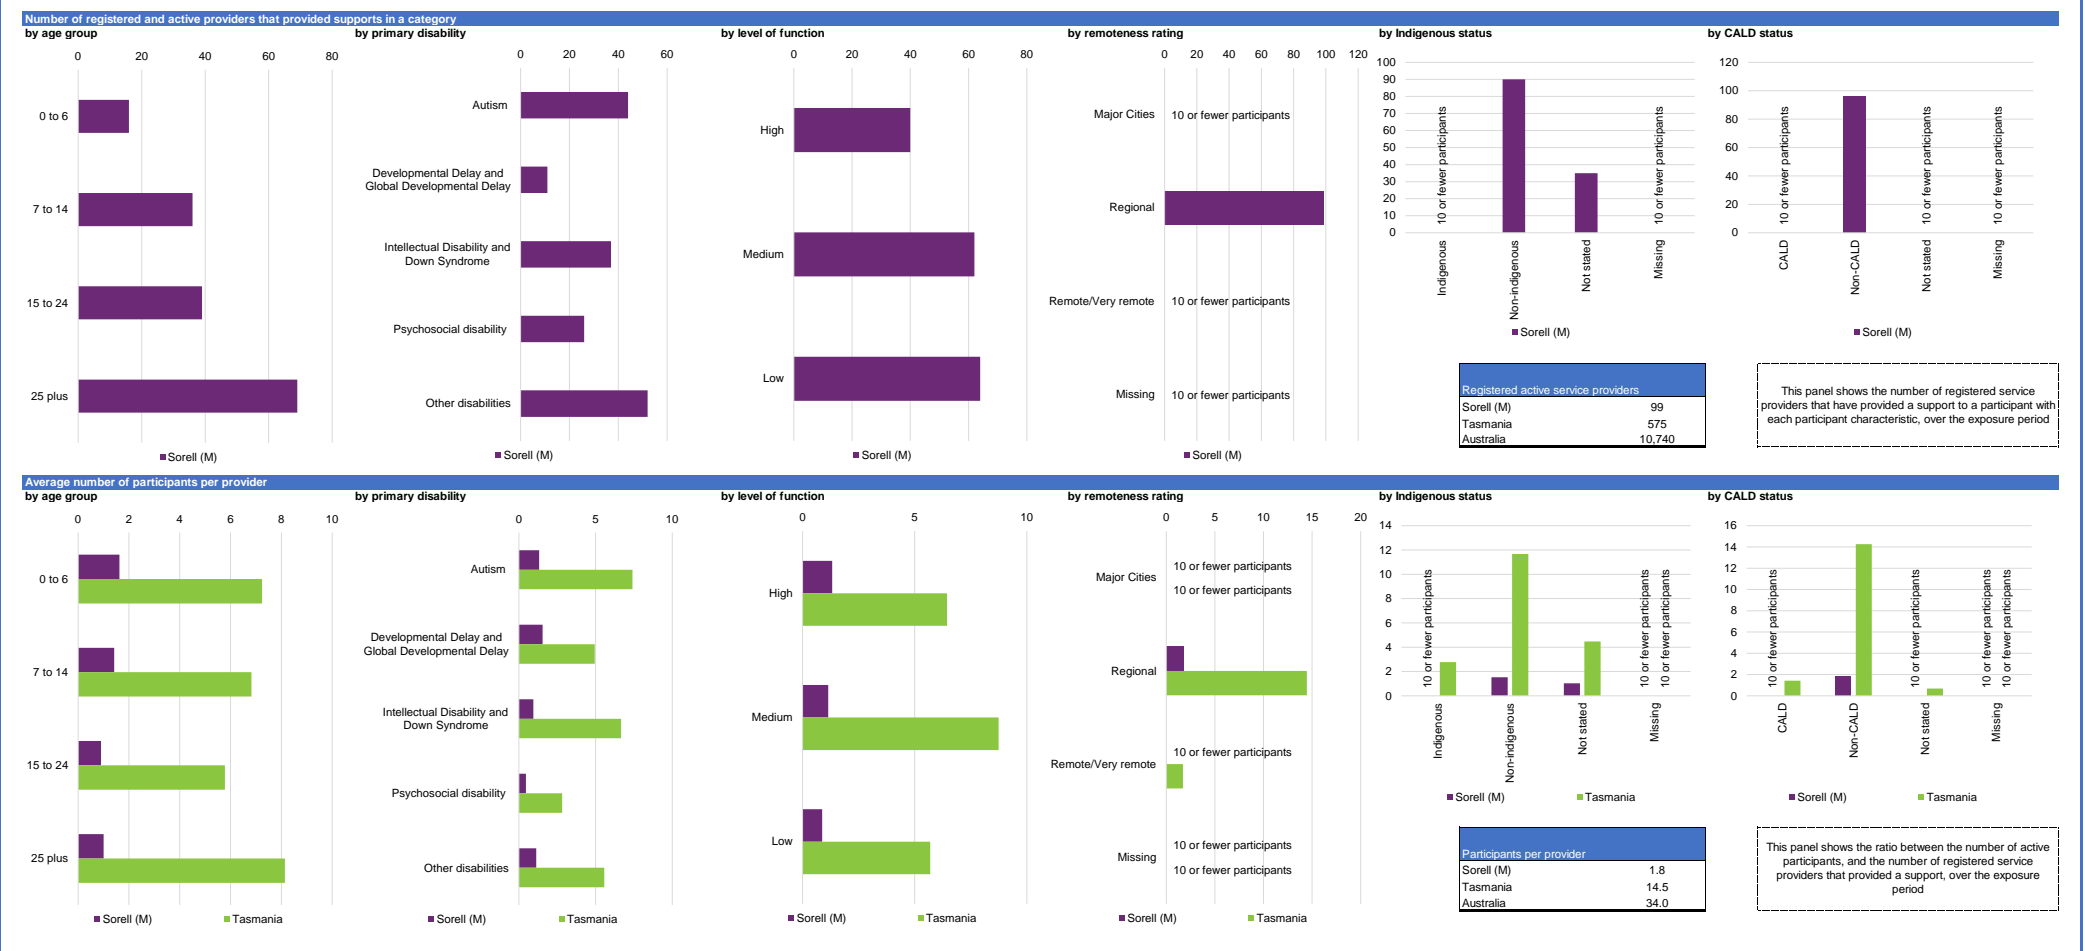 Number of registered and active providers that provided supports in a category
by age group
0
20
40
60
80
0 to 6
7 to 14
15 to 24
25 plus
Sorell (M)
by primary disability
0
20
40
60
Autism
Developmental Delay and
Global Developmental Delay
Intellectual Disability and
Down Syndrome
Psychosocial disability
Other disabilities
Sorell (M)
by level of function
0
20
40
60
80
High
Medium
Low
Sorell (M)
by remoteness rating
0
20
40
60
80
100
120
Major Cities
10 or fewer participants
Regional
Remote/Very remote
10 or fewer participants
Missing
10 or fewer participants
Sorell (M)
by Indigenous status
100
90
80
70
60
50
40
30
20
10
0
10 or fewer participants
10 or fewer participants
Indigenous
Non-indigenous
Not stated
Missing
Sorell (M)
by CALD status
120
100
80
60
40
20
0
10 or fewer participants
10 or fewer participants
10 or fewer participants
CALD
Non-CALD
Not stated
Missing
Sorell (M)
Registered active service providers
Sorell (M) 99
Tasmania 575
Australia 10,740
This panel shows the number of registered service
providers that have provided a support to a participant with
each participant characteristic, over the exposure period
Average number of participants per provider
by age group
0
2
4
6
8
10
0 to 6
7 to 14
15 to 24
25 plus
Sorell (M)
Tasmania
by primary disability
0
5
10
Autism
Developmental Delay and
Global Developmental Delay
Intellectual Disability and
Down Syndrome
Psychosocial disability
Other disabilities
Sorell (M)
Tasmania
by level of function
0
5
10
High
Medium
Low
Sorell (M)
Tasmania
by remoteness rating
0
5
10
15
20
Major Cities
10 or fewer participants
10 or fewer participants
Regional
Remote/Very remote
10 or fewer participants
Missing
10 or fewer participants
10 or fewer participants
Sorell (M)
Tasmania
by Indigenous status
14
12
10
8
6
4
2
0
10 or fewer participants
10 or fewer participants
10 or fewer participants
Indigenous
Non-indigenous
Not stated
Missing
Sorell (M)
Tasmania
by CALD status
16
14
12
10
8
6
4
2
0
10 or fewer participants
10 or fewer participants
10 or fewer participants
10 or fewer participants
CALD
Non-CALD
Not stated
Missing
Sorell (M)
Tasmania
Participants per provider
Sorell (M) 1.8
Tasmania 14.5
Australia 34.0
This panel shows the ratio between the number of active
participants, and the number of registered service
providers that provided a support, over the exposure
period